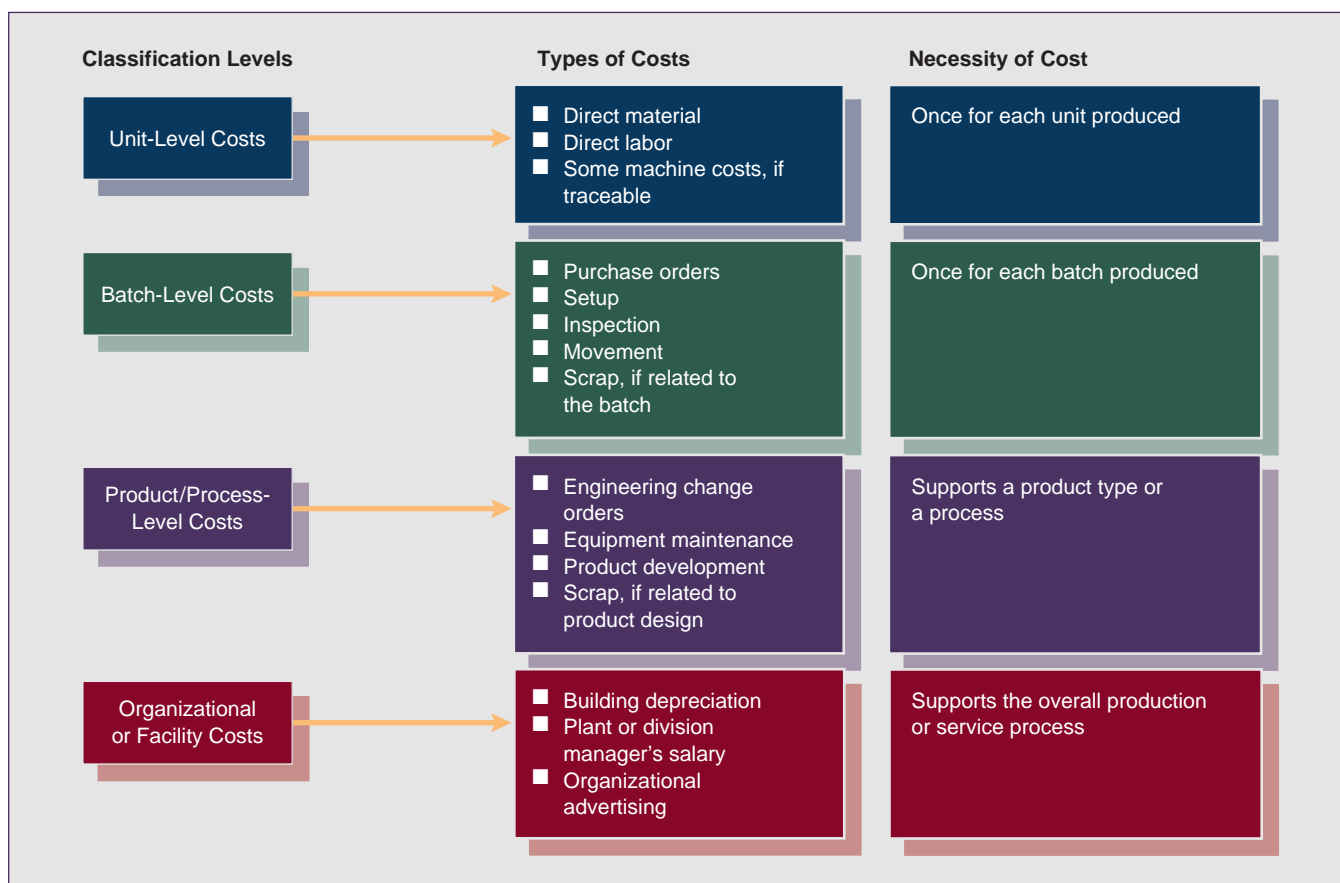 Classification Levels
Types of Costs
Necessity of Cost
Unit-Level Costs
Direct material
Direct labor
Some machine costs, if
traceable
Once for each unit produced
Batch-Level Costs
Purchase orders
Setup
Inspection
Movement
Scrap, if related to
the batch
Once for each batch produced
Product/Process-
Level Costs
Engineering change
orders
Equipment maintenance
Product development
Scrap, if related to
product design
Supports a product type or
a process
Organizational
or Facility Costs
Building depreciation
Plant or division
manager's salary
Organizational
advertising
Supports the overall production
or service process